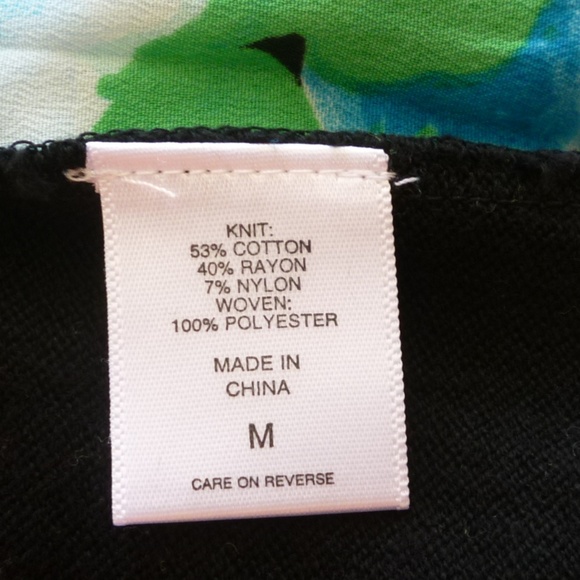 KNIT:
53% COTTON
40% RAYON
7% NYLON
WOVEN:
100% POLYESTER
MADE IN
CHINA
M
CARE ON REVERSE